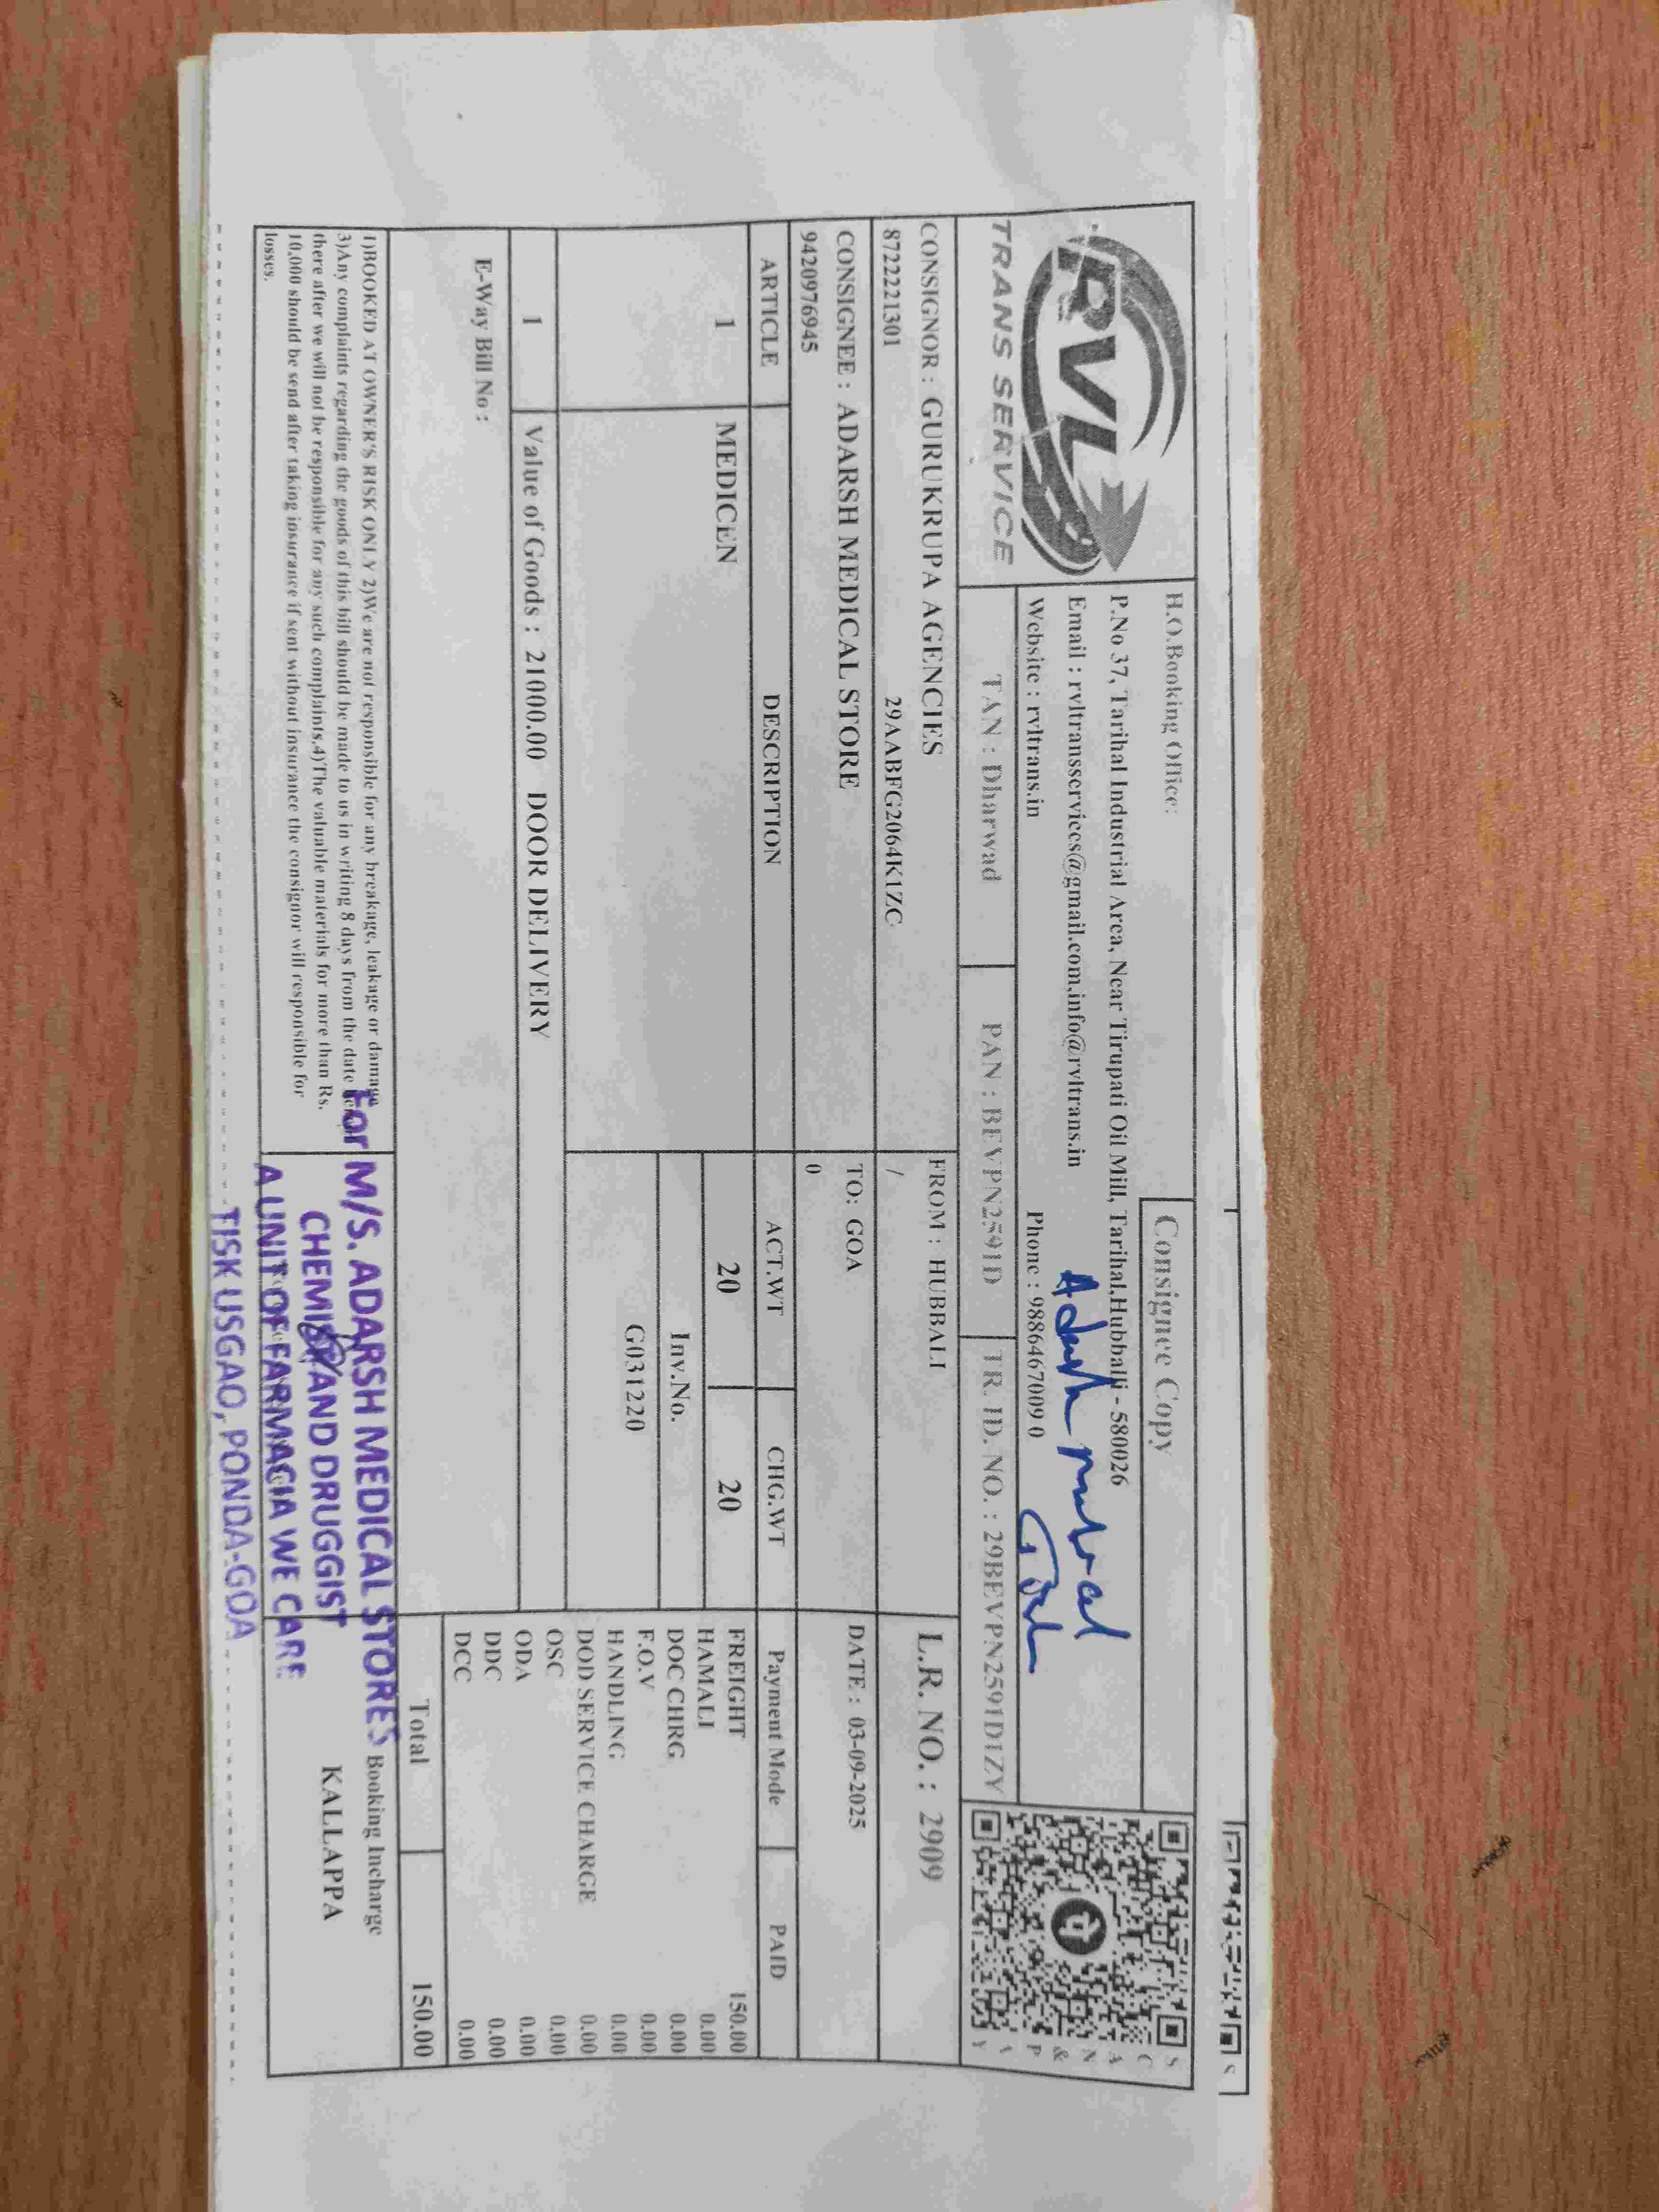 RVL
TRANS SERVICE
H.O.Booking Office:
Consignee Copy
P.No 37, Tarihal Industrial Area, Near Tirupati Oil Mill, Tarihal,Hubballi - 580026
Email : rvltransservices@gmail.com,info@rvltrans.in
Website : rvltrans.in Phone : 9886467009 0
Adarsh medical
Goa
SCAN & PAY
TAN : Dharwad PAN : BEVPN2591D TR. ID. NO. : 29BEVPN2591D1ZV
CONSIGNOR : GURUKRUPA AGENCIES FROM : HUBBALI L.R. NO. : 2909
8722221301 29AABFG2064K1ZC /
CONSIGNEE : ADARSH MEDICAL STORE TO: GOA DATE : 03-09-2025
9420976945 0
ARTICLE DESCRIPTION ACT.WT CHG.WT Payment Mode PAID
1 MEDICEN 20 20 FREIGHT 150.00
HAMALI 0.00
Inv.No. DOC CHRG 0.00
G031220 F.O.V 0.00
HANDLING 0.00
DOD SERVICE CHARGE 0.00
OSC 0.00
1 Value of Goods : 21000.00 DOOR DELIVERY ODA 0.00
E-Way Bill No : DDC 0.00
DCC 0.00
Total 150.00
1)BOOKED AT OWNER'S RISK ONLY 2)We are not responsible for any breakage, leakage or damage
3)Any complaints regarding the goods of this bill should be made to us in writing 8 days from the date
there after we will not be responsible for any such complaints.4)The valuable materials for more than Rs.
10,000 should be send after taking insurance if sent without insurance the consignor will responsible for
loses.
For M/S. ADARSH MEDICAL STORES
CHEMIST AND DRUGGIST
A UNIT OF FARMAGIA WE CARE
TISK USGAO, PONDA-GOA
Booking Incharge
KALLAPPA